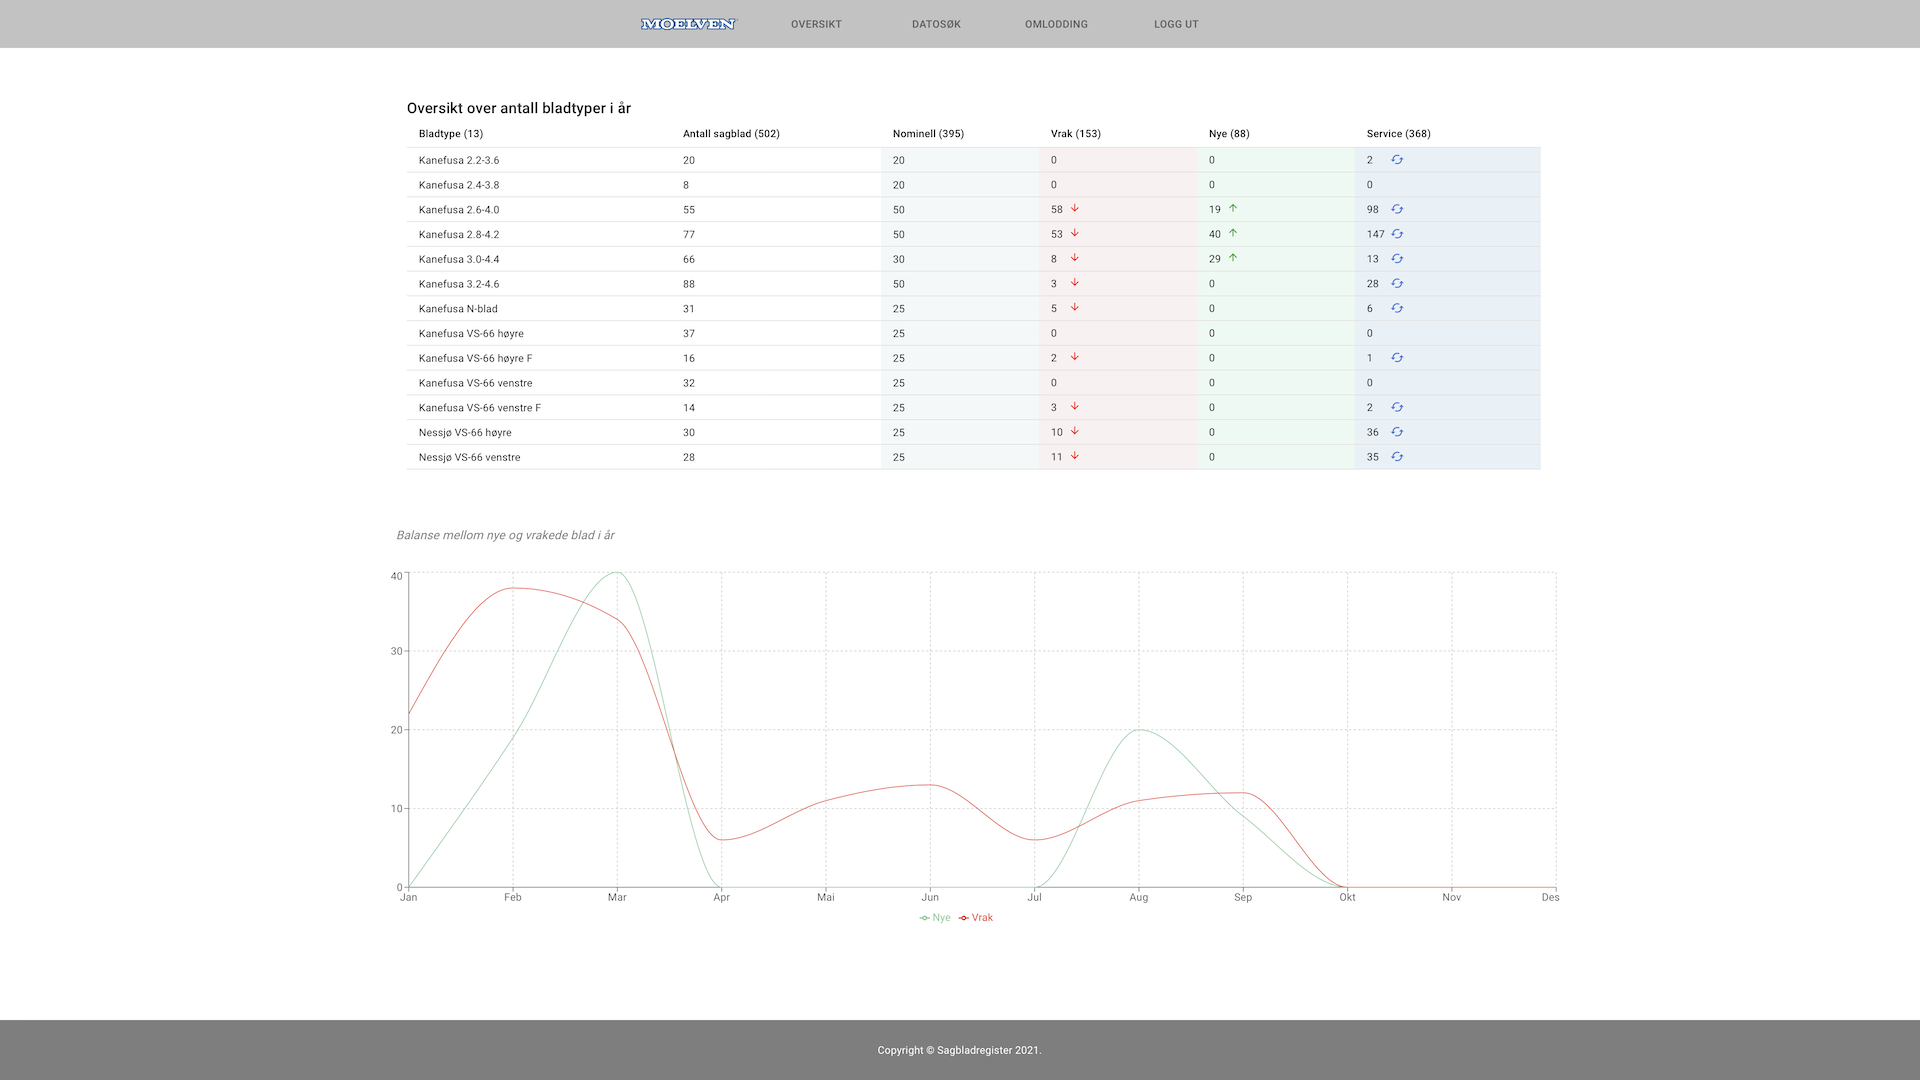 MOELVEN OVERSIKT DATOSØK OMLODDING LOGG UT
Oversikt over antall bladtyper i år
Bladtype (13) Antall sagblad (502) Nominell (395) Vrak (153) Nye (88) Service (368)
Kanefusa 2.2-3.6 20 20 0 0 2
Kanefusa 2.4-3.8 8 20 0 0 0
Kanefusa 2.6-4.0 55 50 58 19 98
Kanefusa 2.8-4.2 77 50 53 40 147
Kanefusa 3.0-4.4 66 30 8 29 13
Kanefusa 3.2-4.6 88 50 3 0 28
Kanefusa N-blad 31 25 5 0 6
Kanefusa VS-66 høyre 37 25 0 0 0
Kanefusa VS-66 høyre F 16 25 2 0 1
Kanefusa VS-66 venstre 32 25 0 0 0
Kanefusa VS-66 venstre F 14 25 3 0 2
Nessjø VS-66 høyre 30 25 10 0 36
Nessjø VS-66 venstre 28 25 11 0 35
Balanse mellom nye og vrakede blad i år
40
30
20
10
0
Jan Feb Mar Apr Mai Jun Jul Aug Sep Okt Nov Des
Nye Vrak
Copyright © Sagbladregister 2021.